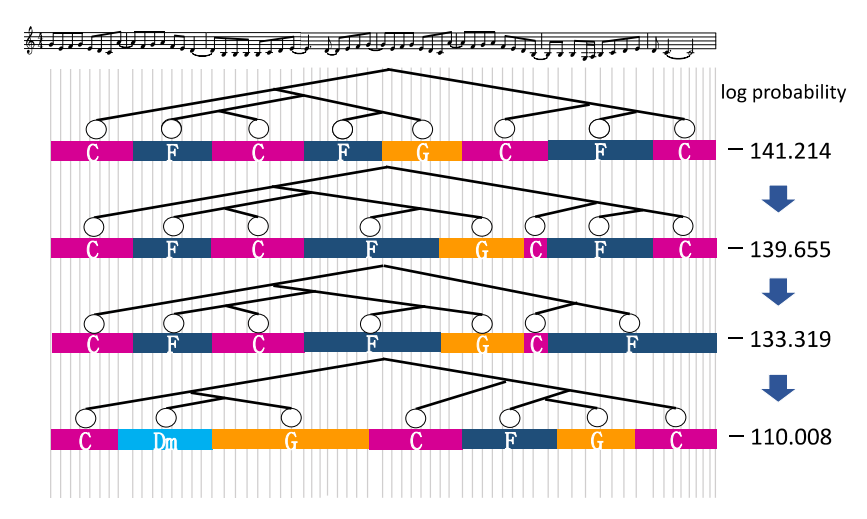 log probability
C F C F G C F C
− 141.214
C F C F G C F C
− 139.655
C F C F G C F
− 133.319
C Dm G C F G C
− 110.008